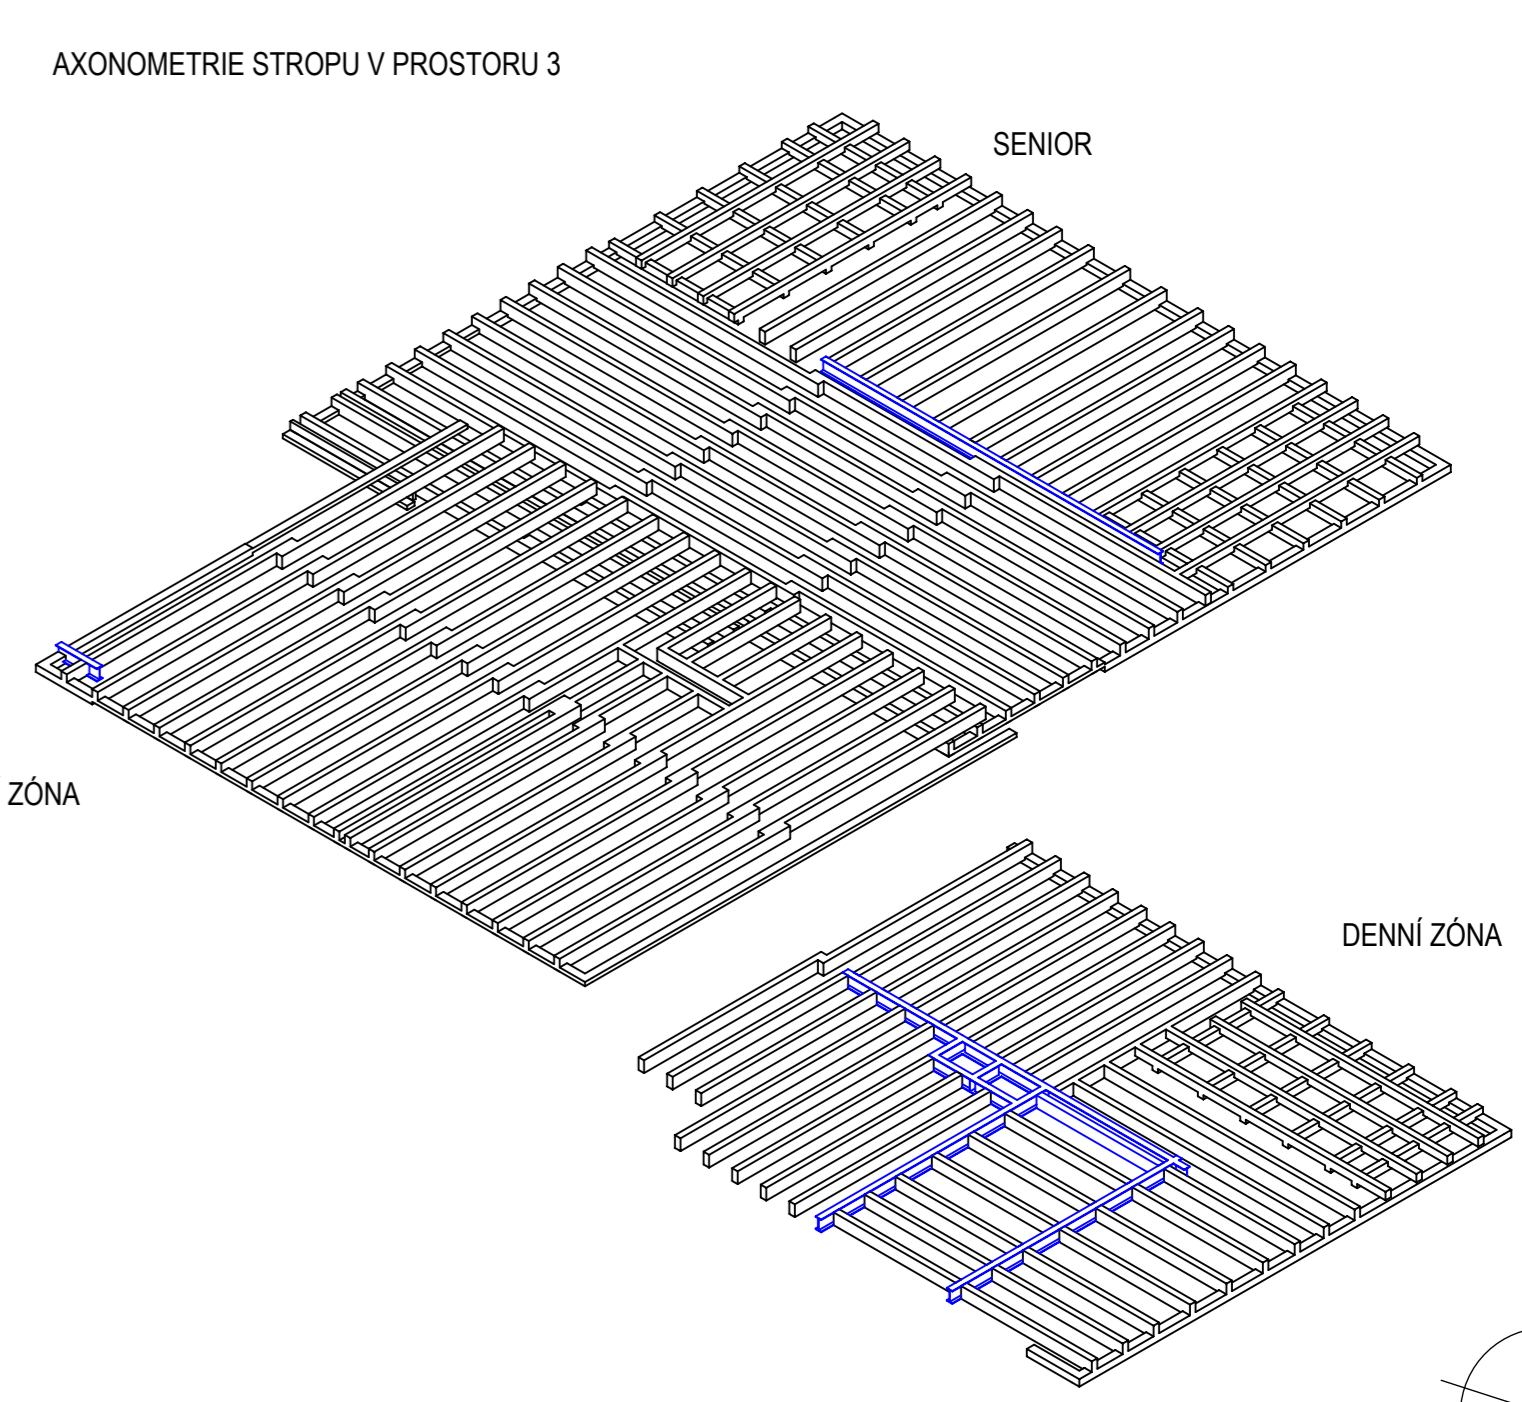 AXONOMETRIE STROPU V PROSTORU 3
SENIOR
ZÓNA
DENNÍ ZÓNA